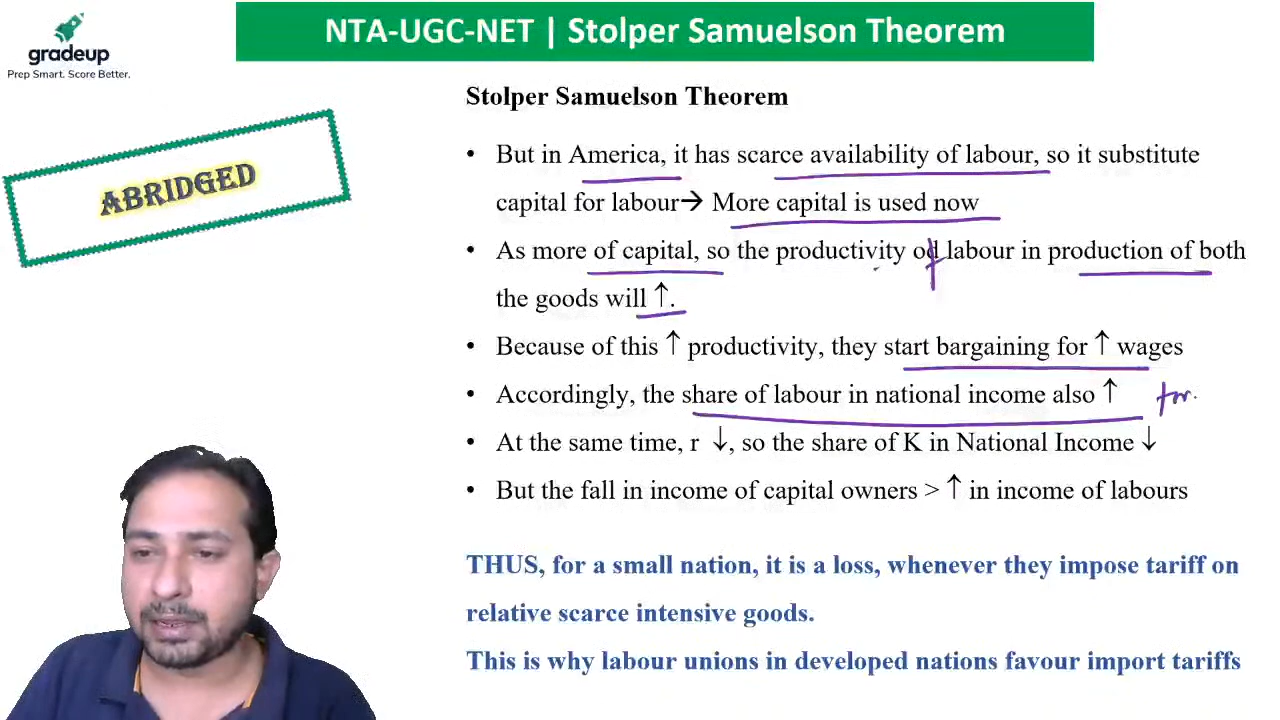 NTA-UGC-NET | Stolper Samuelson Theorem
gradeup
Prep Smart. Score Better.
ABRIDGED
Stolper Samuelson Theorem
• But in America, it has scarce availability of labour, so it substitute
capital for labour→ More capital is used now
• As more of capital, so the productivity od labour in production of both
the goods will ↑.
• Because of this ↑ productivity, they start bargaining for ↑ wages
• Accordingly, the share of labour in national income also ↑
• At the same time, r ↓, so the share of K in National Income ↓
• But the fall in income of capital owners > ↑ in income of labours
THUS, for a small nation, it is a loss, whenever they impose tariff on
relative scarce intensive goods.
This is why labour unions in developed nations favour import tariffs